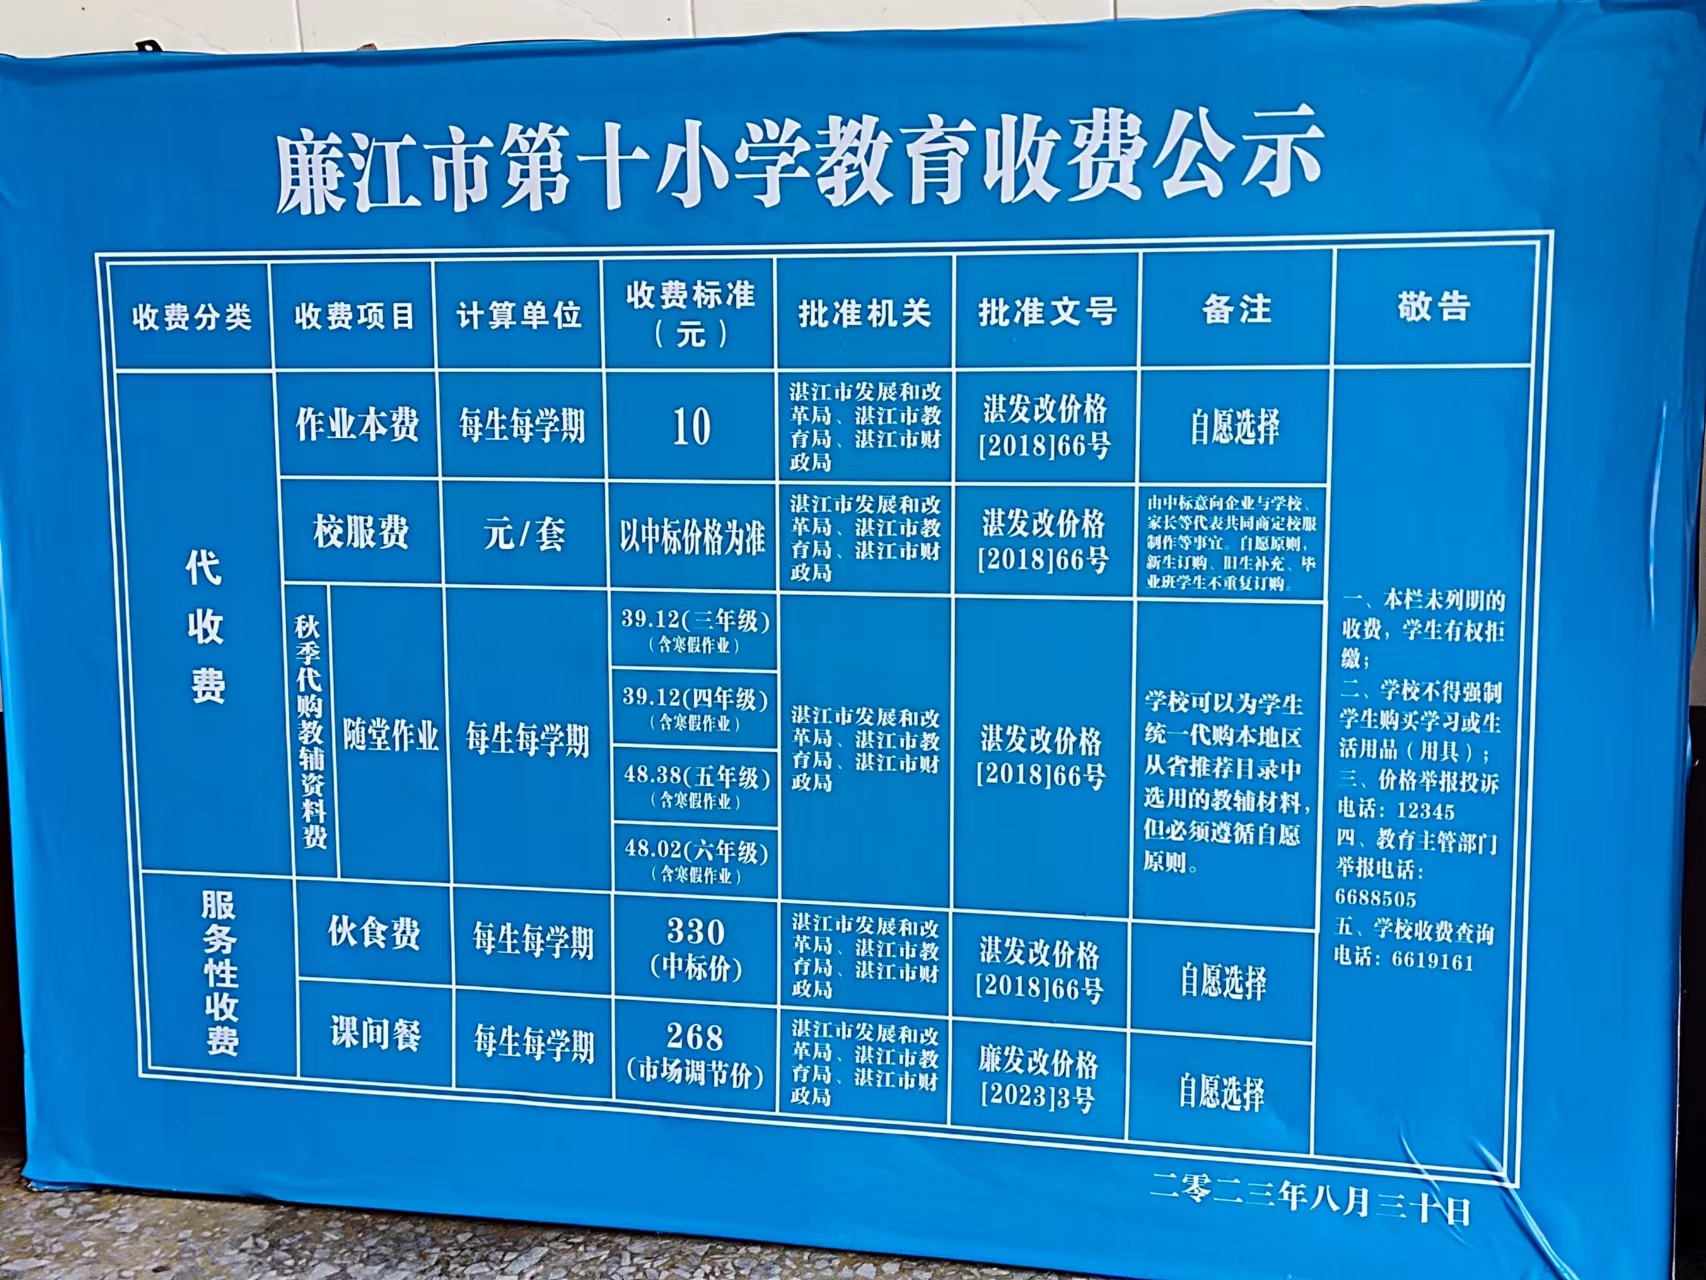 廉江市第十小学教育收费公示
收费分类
收费项目
计算单位
收费标准
（元）
批准机关
批准文号
备注
敬告
代收费
作业本费
每生每学期
10
湛江市发展和改
革局、湛江市教
育局、湛江市财
政局
湛发改价格
[2018]66号
自愿选择
校服费
元/套
以中标价格为准
湛江市发展和改
革局、湛江市教
育局、湛江市财
政局
湛发改价格
[2018]66号
由中标意向企业与学校、
家长等代表共同商定校服
制作等事宜。自愿原则，
新生订购、旧生补充、毕
业班学生不重复订购。
秋季代购教辅资料费
随堂作业
每生每学期
39.12(三年级)
（含寒假作业）
39.12(四年级)
（含寒假作业）
48.38(五年级)
（含寒假作业）
48.02(六年级)
（含寒假作业）
湛江市发展和改
革局、湛江市教
育局、湛江市财
政局
湛发改价格
[2018]66号
学校可以为学生
统一代购本地区
从省推荐目录中
选用的教辅材料，
但必须遵循自愿
原则。
服务性收费
伙食费
每生每学期
330
(中标价)
湛江市发展和改
革局、湛江市教
育局、湛江市财
政局
湛发改价格
[2018]66号
自愿选择
课间餐
每生每学期
268
(市场调节价)
湛江市发展和改
革局、湛江市教
育局、湛江市财
政局
廉发改价格
[2023]3号
自愿选择
一、本栏未列明的
收费，学生有权拒
缴；
二、学校不得强制
学生购买学习或生
活用品（用具）；
三、价格举报投诉
电话：12345
四、教育主管部门
举报电话：
6688505
五、学校收费查询
电话：6619161
二零二三年八月三十日